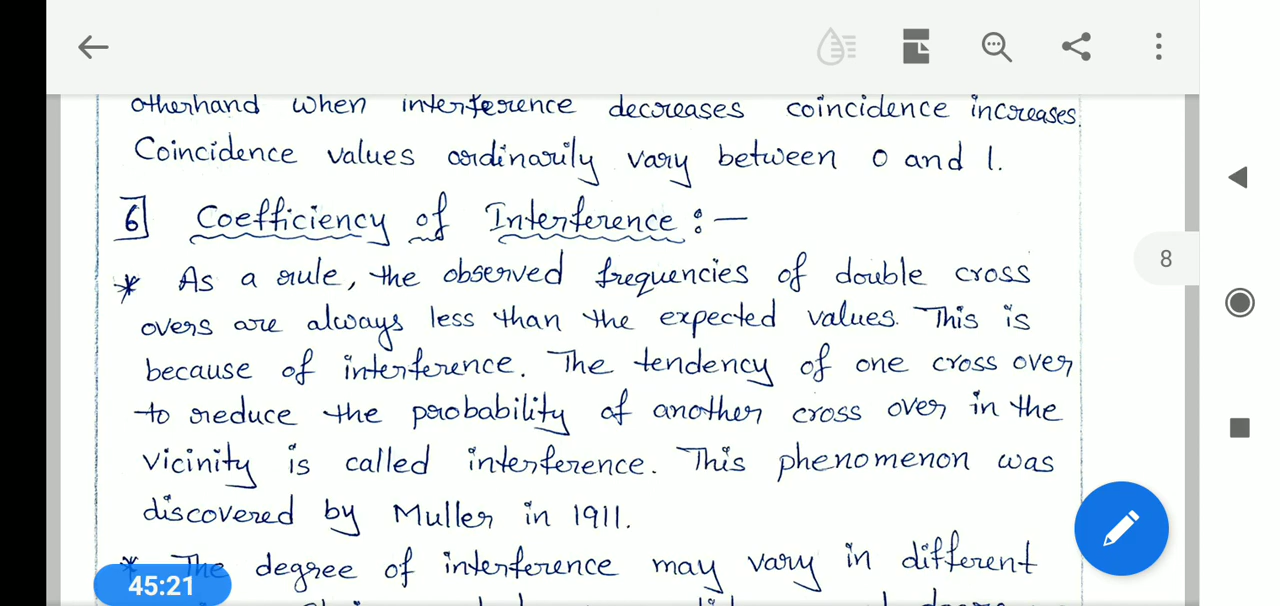 otherhand when interference decreases coincidence increases.
Coincidence values ordinarily vary between 0 and 1.
6 Coefficiency of Interference :-
* As a rule, the observed frequencies of double cross
overs are always less than the expected values. This is
because of interference. The tendency of one cross over
to reduce the probability of another cross over in the
vicinity is called interference. This phenomenon was
discovered by Muller in 1911.
* The degree of interference may vary in different
8
45:21